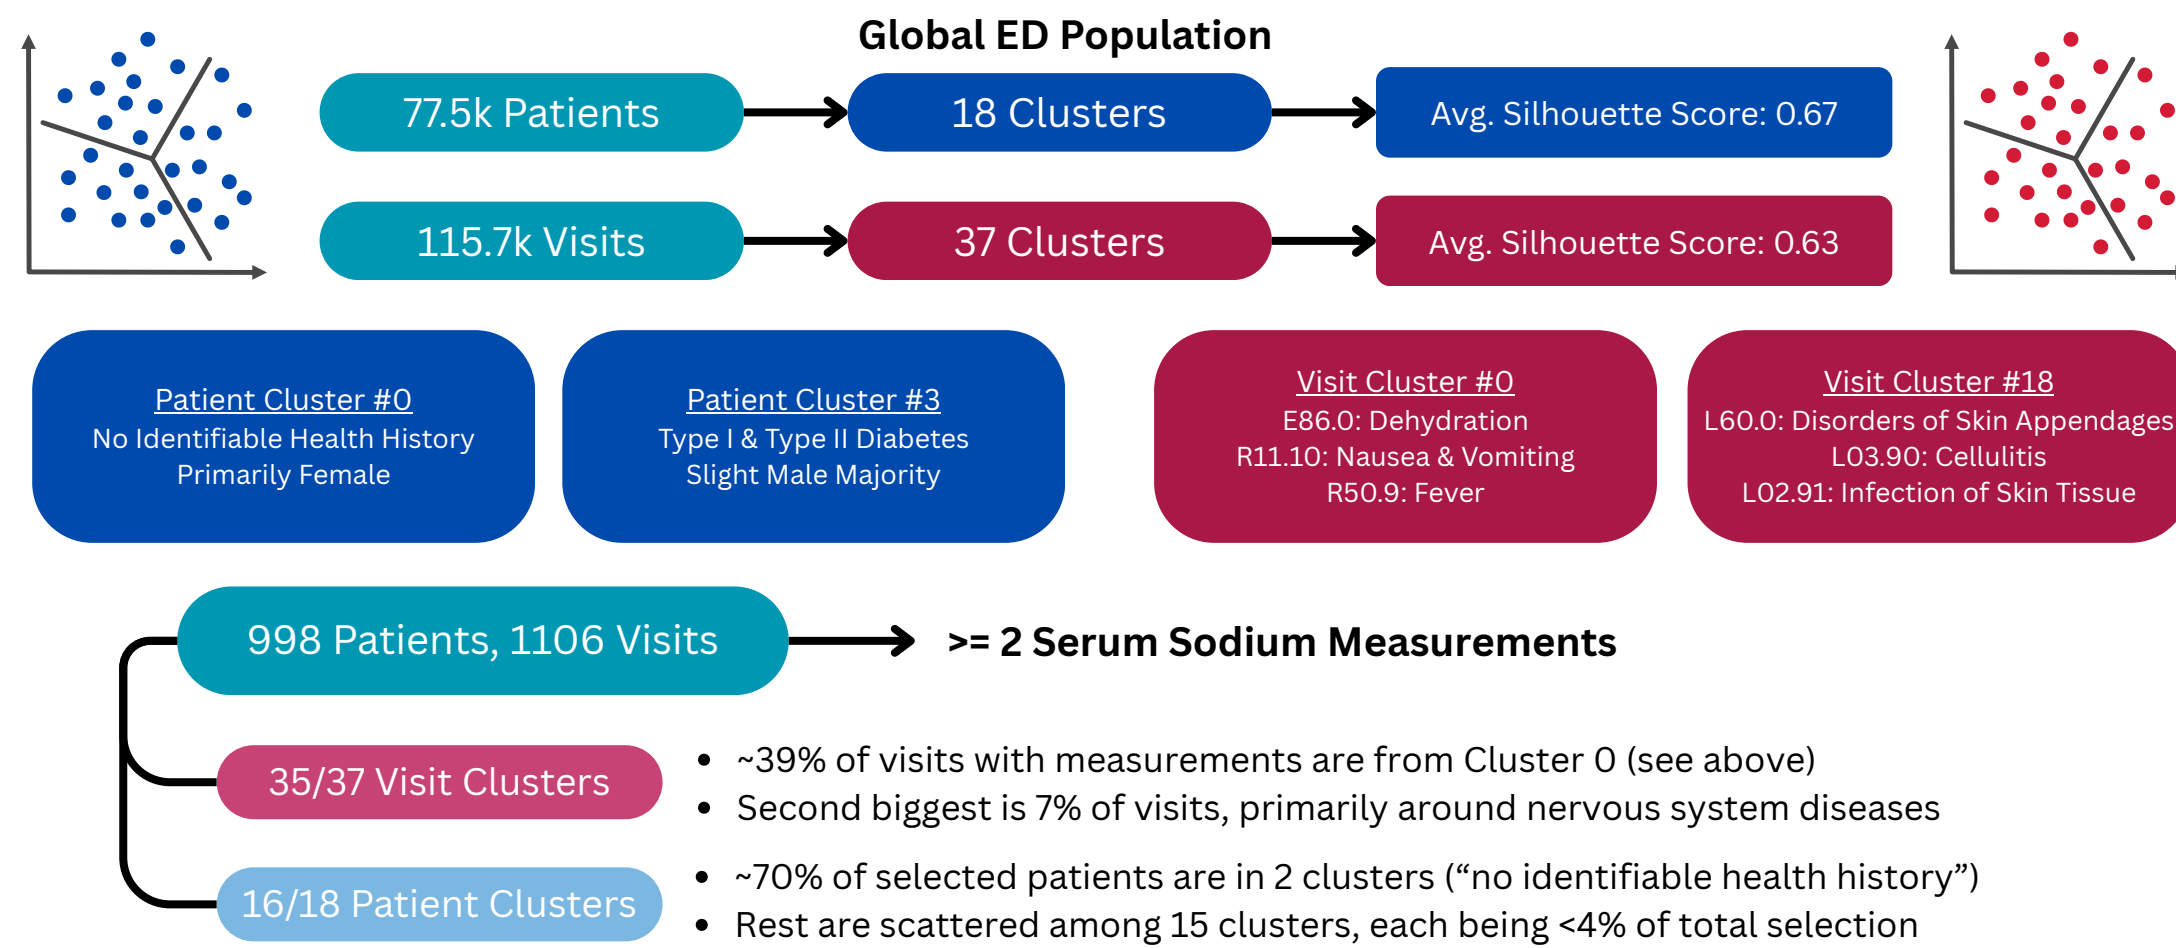 Global ED Population
77.5k Patients
18 Clusters
Avg. Silhouette Score: 0.67
115.7k Visits
37 Clusters
Avg. Silhouette Score: 0.63
Patient Cluster #0
No Identifiable Health History
Primarily Female
Patient Cluster #3
Type I & Type II Diabetes
Slight Male Majority
Visit Cluster #0
E86.0: Dehydration
R11.10: Nausea & Vomiting
R50.9: Fever
Visit Cluster #18
L60.0: Disorders of Skin Appendages
L03.90: Cellulitis
L02.91: Infection of Skin Tissue
998 Patients, 1106 Visits
>= 2 Serum Sodium Measurements
35/37 Visit Clusters
• ~39% of visits with measurements are from Cluster 0 (see above)
• Second biggest is 7% of visits, primarily around nervous system diseases
16/18 Patient Clusters
• ~70% of selected patients are in 2 clusters (“no identifiable health history”)
• Rest are scattered among 15 clusters, each being <4% of total selection